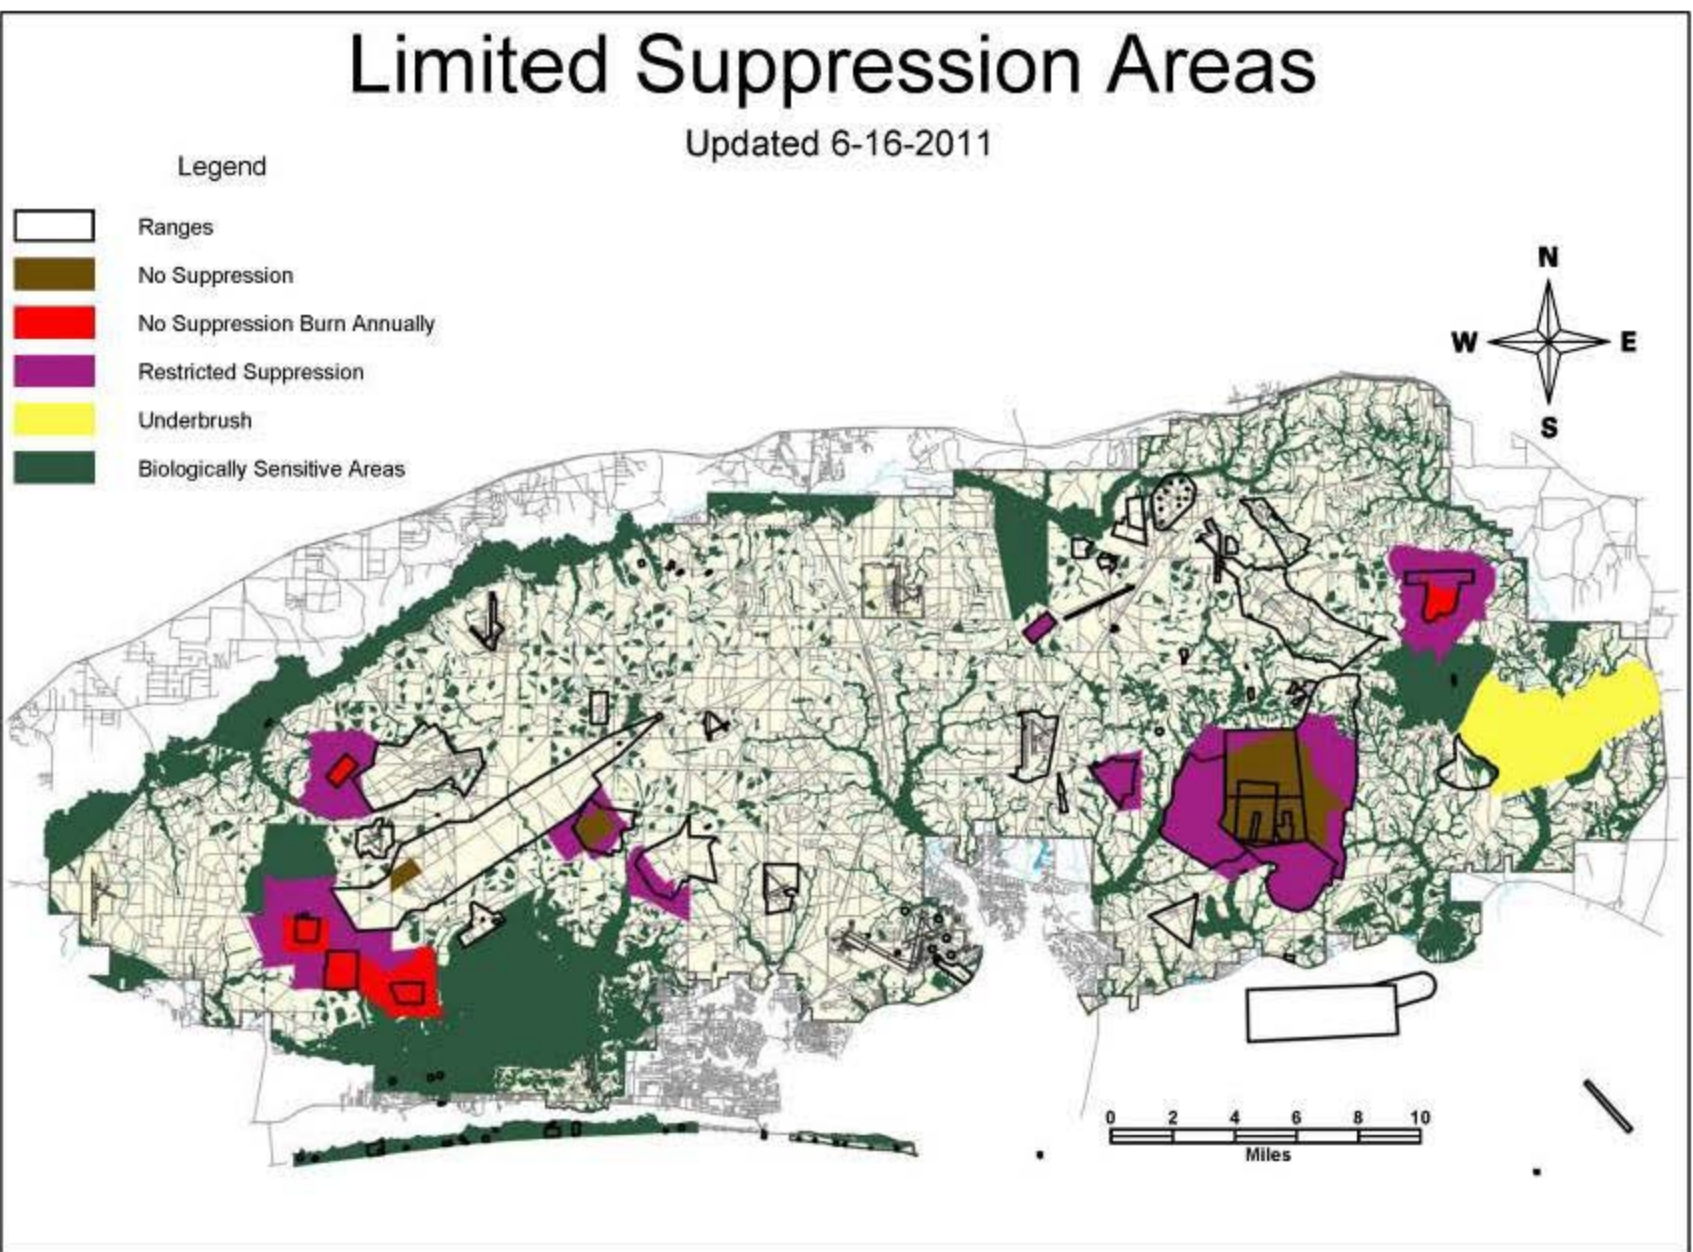 Limited Suppression Areas
Updated 6-16-2011
Legend
Ranges
No Suppression
No Suppression Burn Annually
Restricted Suppression
Underbrush
Biologically Sensitive Areas
N
W E
S
0 2 4 6 8 10
Miles